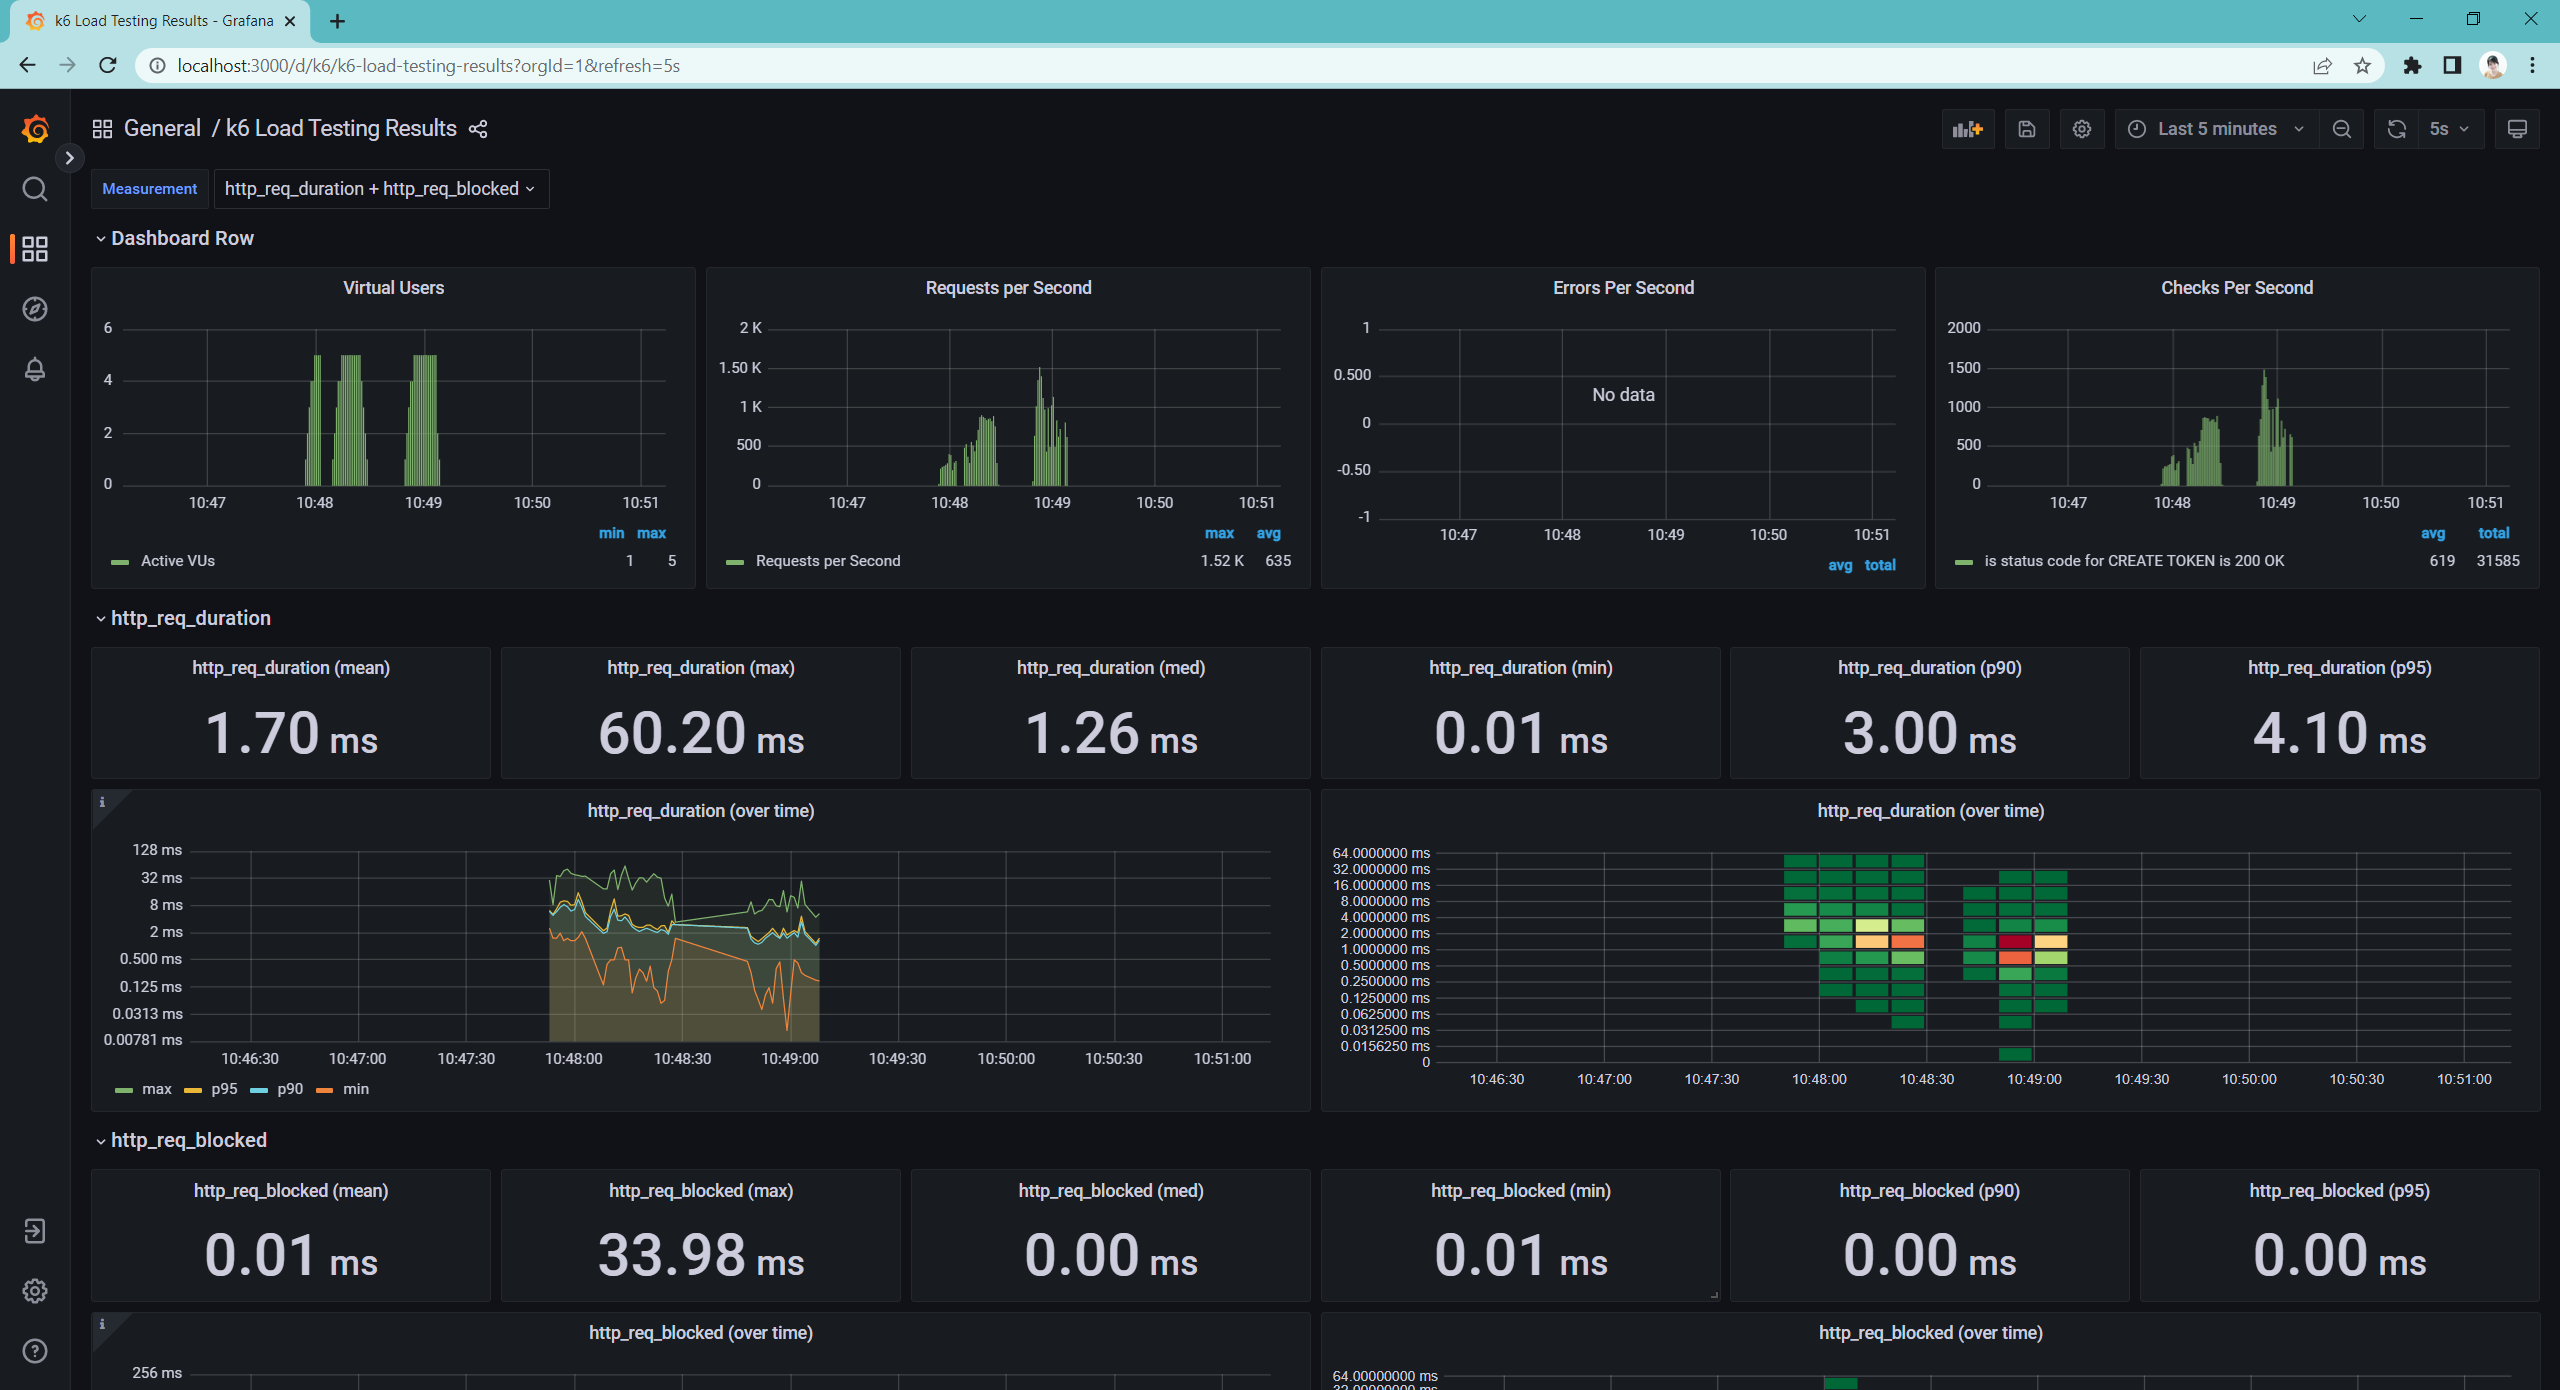 k6 Load Testing Results - Grafana
localhost:3000/d/k6/k6-load-testing-results?orgId=1&refresh=5s
General / k6 Load Testing Results
Last 5 minutes
5s
Measurement
http_req_duration + http_req_blocked
Dashboard Row
Virtual Users
6
4
2
0
10:47 10:48 10:49 10:50 10:51
min max
Active VUs 1 5
Requests per Second
2 K
1.50 K
1 K
500
0
10:47 10:48 10:49 10:50 10:51
max avg
Requests per Second 1.52 K 635
Errors Per Second
1
0.500
0
-0.50
-1
No data
10:47 10:48 10:49 10:50 10:51
avg total
Checks Per Second
2000
1500
1000
500
0
10:47 10:48 10:49 10:50 10:51
avg total
is status code for CREATE TOKEN is 200 OK 619 31585
http_req_duration
http_req_duration (mean)
1.70 ms
http_req_duration (max)
60.20 ms
http_req_duration (med)
1.26 ms
http_req_duration (min)
0.01 ms
http_req_duration (p90)
3.00 ms
http_req_duration (p95)
4.10 ms
i
http_req_duration (over time)
128 ms
32 ms
8 ms
2 ms
0.500 ms
0.125 ms
0.0313 ms
0.00781 ms
10:46:30 10:47:00 10:47:30 10:48:00 10:48:30 10:49:00 10:49:30 10:50:00 10:50:30 10:51:00
max p95 p90 min
http_req_duration (over time)
64.0000000 ms
32.0000000 ms
16.0000000 ms
8.0000000 ms
4.0000000 ms
2.0000000 ms
1.0000000 ms
0.5000000 ms
0.2500000 ms
0.1250000 ms
0.0625000 ms
0.0312500 ms
0.0156250 ms
0
10:46:30 10:47:00 10:47:30 10:48:00 10:48:30 10:49:00 10:49:30 10:50:00 10:50:30 10:51:00
http_req_blocked
http_req_blocked (mean)
0.01 ms
http_req_blocked (max)
33.98 ms
http_req_blocked (med)
0.00 ms
http_req_blocked (min)
0.01 ms
http_req_blocked (p90)
0.00 ms
http_req_blocked (p95)
0.00 ms
i
http_req_blocked (over time)
256 ms
http_req_blocked (over time)
64.00000000 ms